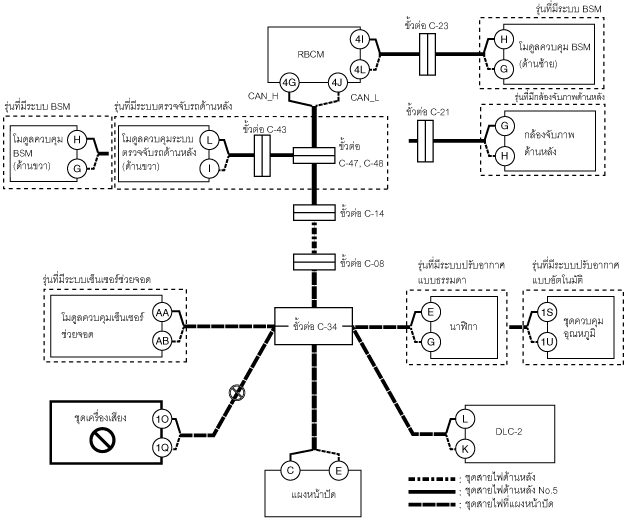 ขั้วต่อ C-23
รุ่นที่มีระบบ BSM
RBCM
4I
4L
4G
4J
CAN_H
CAN_L
H
G
โมดูลควบคุม BSM
(ด้านซ้าย)
รุ่นที่มีกล้องจับภาพด้านหลัง
ขั้วต่อ C-21
G
H
กล้องจับภาพ
ด้านหลัง
รุ่นที่มีระบบ BSM
รุ่นที่มีระบบตรวจจับรถด้านหลัง
โมดูลควบคุม
BSM
(ด้านขวา)
H
G
โมดูลควบคุมระบบ
ตรวจจับรถด้านหลัง
(ด้านขวา)
L
I
ขั้วต่อ C-43
ขั้วต่อ
C-47, C-48
ขั้วต่อ C-14
ขั้วต่อ C-08
รุ่นที่มีระบบเซ็นเซอร์ช่วยจอด
โมดูลควบคุมเซ็นเซอร์
ช่วยจอด
AA
AB
ขั้วต่อ C-34
รุ่นที่มีระบบปรับอากาศ
แบบธรรมดา
E
G
นาฬิกา
รุ่นที่มีระบบปรับอากาศ
แบบอัตโนมัติ
1S
1U
ชุดควบคุม
อุณหภูมิ
ชุดเครื่องเสียง
1O
1Q
L
K
DLC-2
C
E
แผงหน้าปัด
: ชุดสายไฟด้านหลัง
: ชุดสายไฟด้านหลัง No.5
: ชุดสายไฟที่แผงหน้าปัด